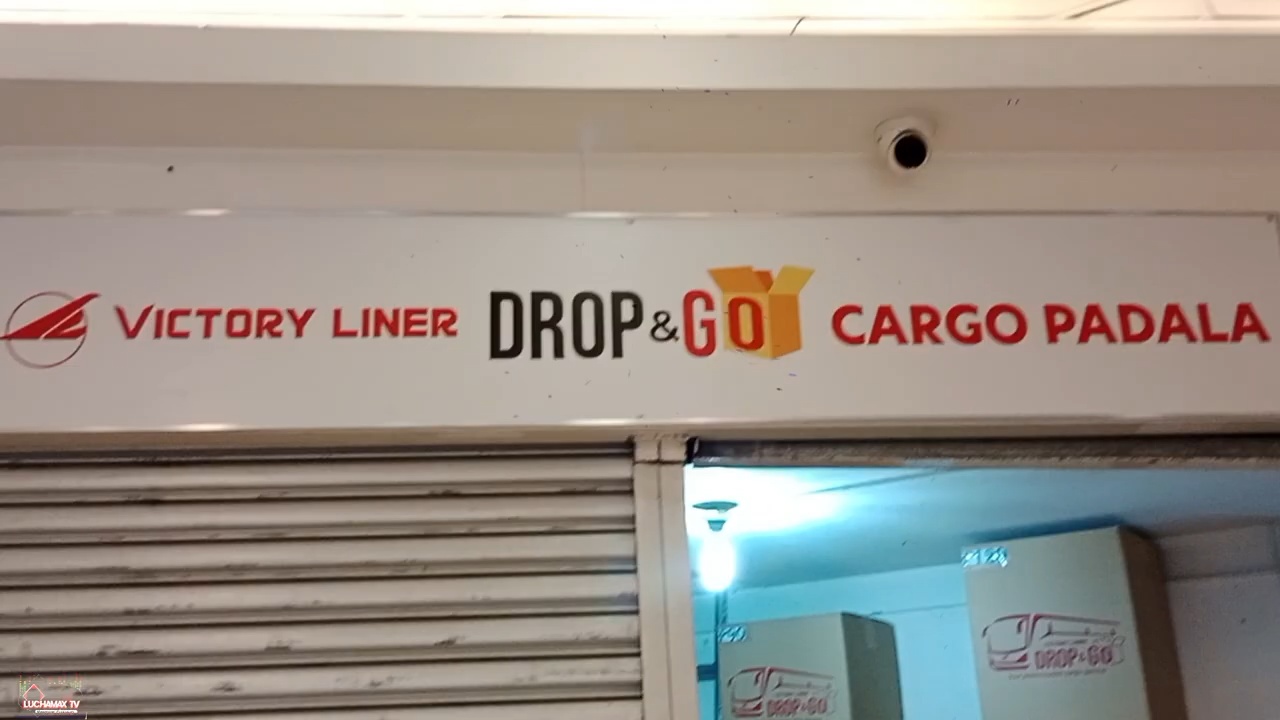 VICTORY LINER DROP & GO CARGO PADALA
DROP & GO
DROP & GO
LUCHAMAX TV